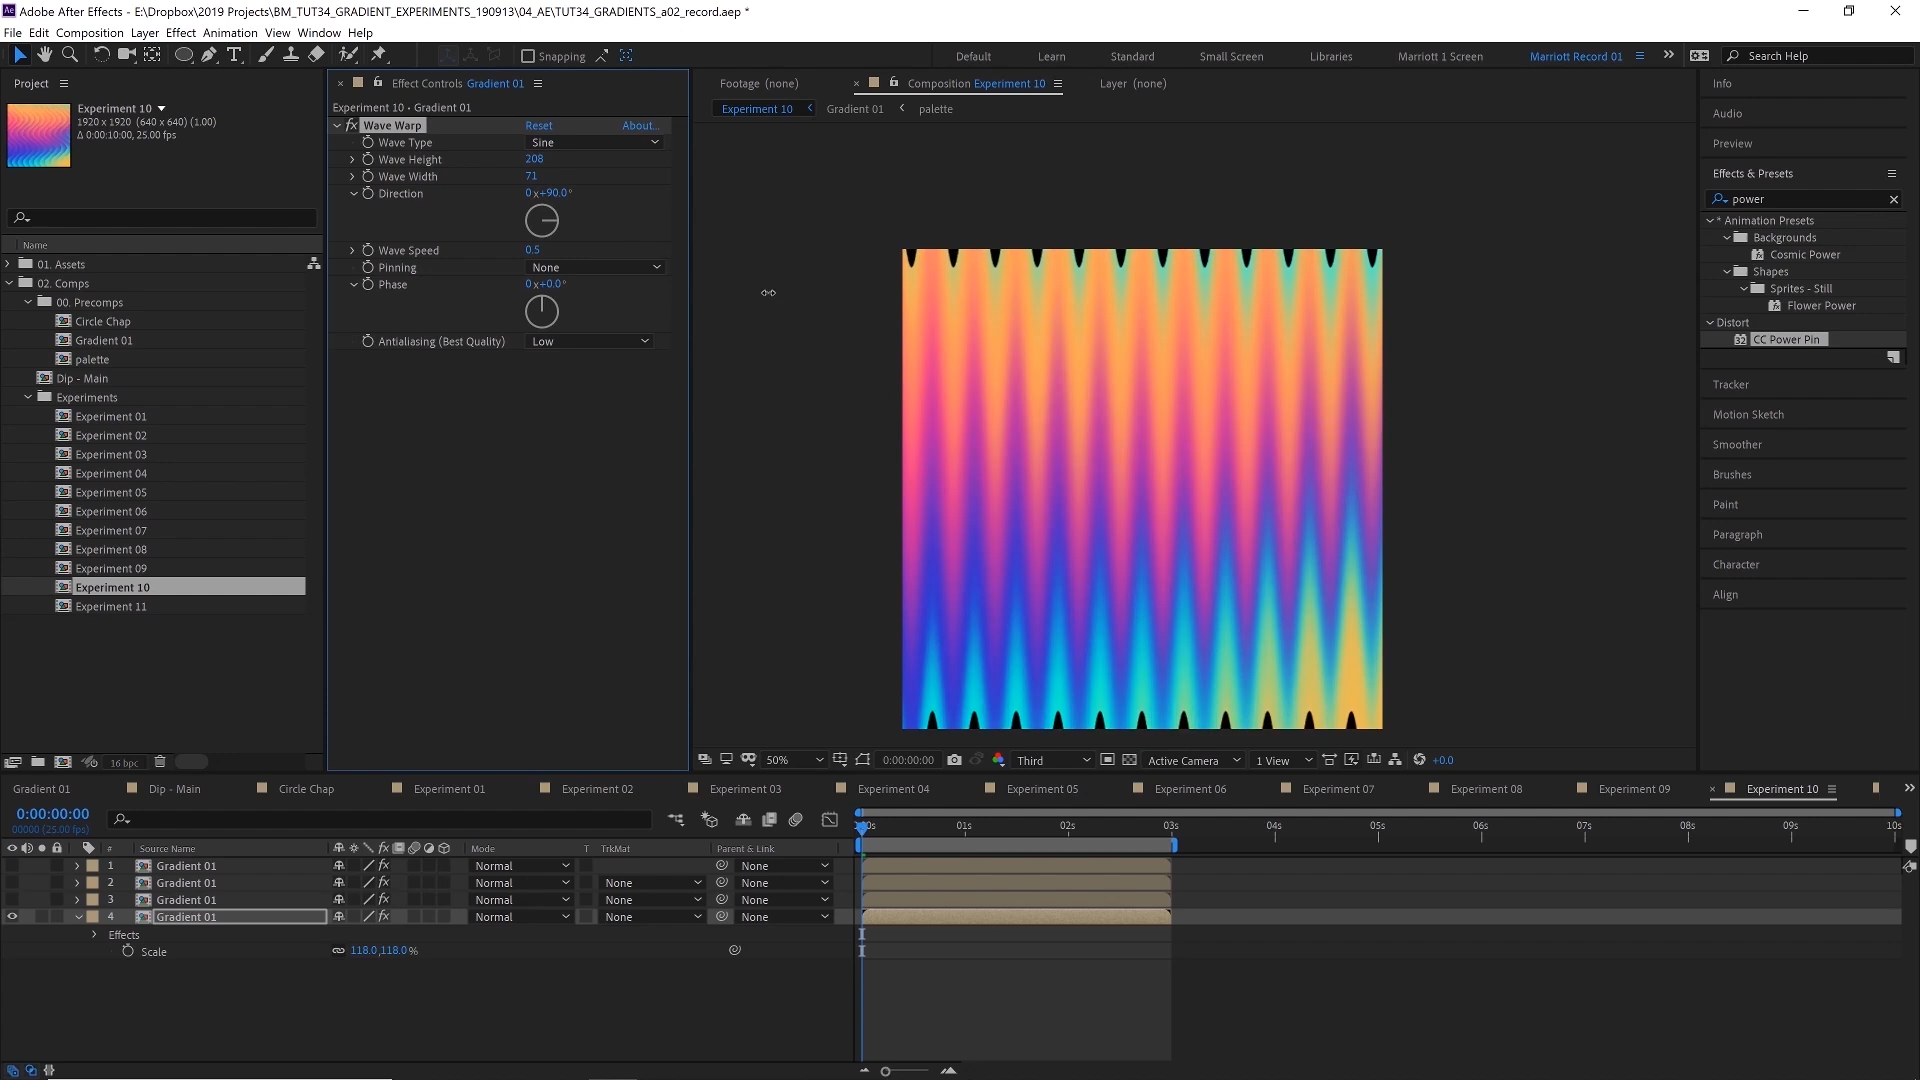 Adobe After Effects - E:\Dropbox\2019 Projects\BM_TUT34_GRADIENT_EXPERIMENTS_190913\04_AE\TUT34_GRADIENTS_a02_record.aep *
File Edit Composition Layer Effect Animation View Window Help
Snapping
Default Learn Standard Small Screen Libraries Marriott 1 Screen Marriott Record 01 Search Help
Project
Experiment 10
1920 x 1920 (640 x 640) (1.00)
Δ 0:00:10:00, 25.00 fps
Name
01. Assets
02. Comps
00. Precomps
Circle Chap
Gradient 01
palette
Dip - Main
Experiments
Experiment 01
Experiment 02
Experiment 03
Experiment 04
Experiment 05
Experiment 06
Experiment 07
Experiment 08
Experiment 09
Experiment 10
Experiment 11
16 bpc
Effect Controls Gradient 01
Experiment 10 • Gradient 01
fx Wave Warp Reset About...
Wave Type Sine
Wave Height 208
Wave Width 71
Direction 0x+90.0°
Wave Speed 0.5
Pinning None
Phase 0x+0.0°
Antialiasing (Best Quality) Low
Footage (none) Composition Experiment 10 Layer (none)
Experiment 10 Gradient 01 palette
50% 0:00:00:00 Third Active Camera 1 View +0.0
Info
Audio
Preview
Effects & Presets
power
* Animation Presets
Backgrounds
Cosmic Power
Shapes
Sprites - Still
Flower Power
Distort
CC Power Pin
Tracker
Motion Sketch
Smoother
Brushes
Paint
Paragraph
Character
Align
Gradient 01 Dip - Main Circle Chap Experiment 01 Experiment 02 Experiment 03 Experiment 04 Experiment 05 Experiment 06 Experiment 07 Experiment 08 Experiment 09 Experiment 10
0:00:00:00
00000 (25.00 fps)
01s 02s 03s 04s 05s 06s 07s 08s 09s 10s
# Source Name Mode T TrkMat Parent & Link
1 Gradient 01 Normal None
2 Gradient 01 Normal None None
3 Gradient 01 Normal None None
4 Gradient 01 Normal None None
Effects
Scale 118.0,118.0%